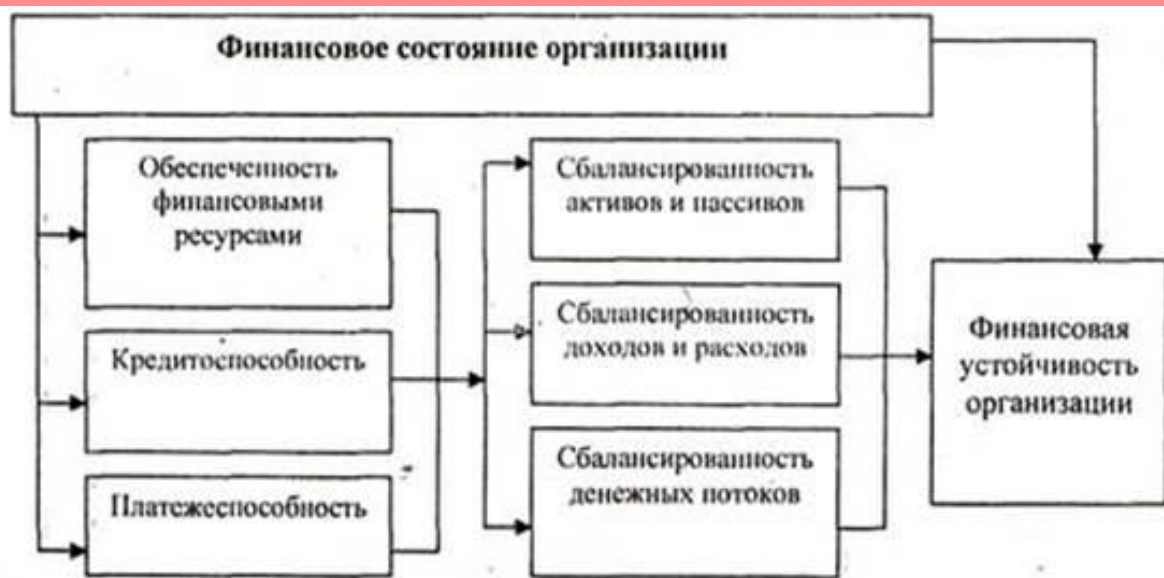 Финансовое состояние организации
Обеспеченность
финансовыми
ресурсами
Кредитоспособность
Платежеспособность
Сбалансированность
активов и пассивов
Сбалансированность
доходов и расходов
Сбалансированность
денежных потоков
Финансовая
устойчивость
организации